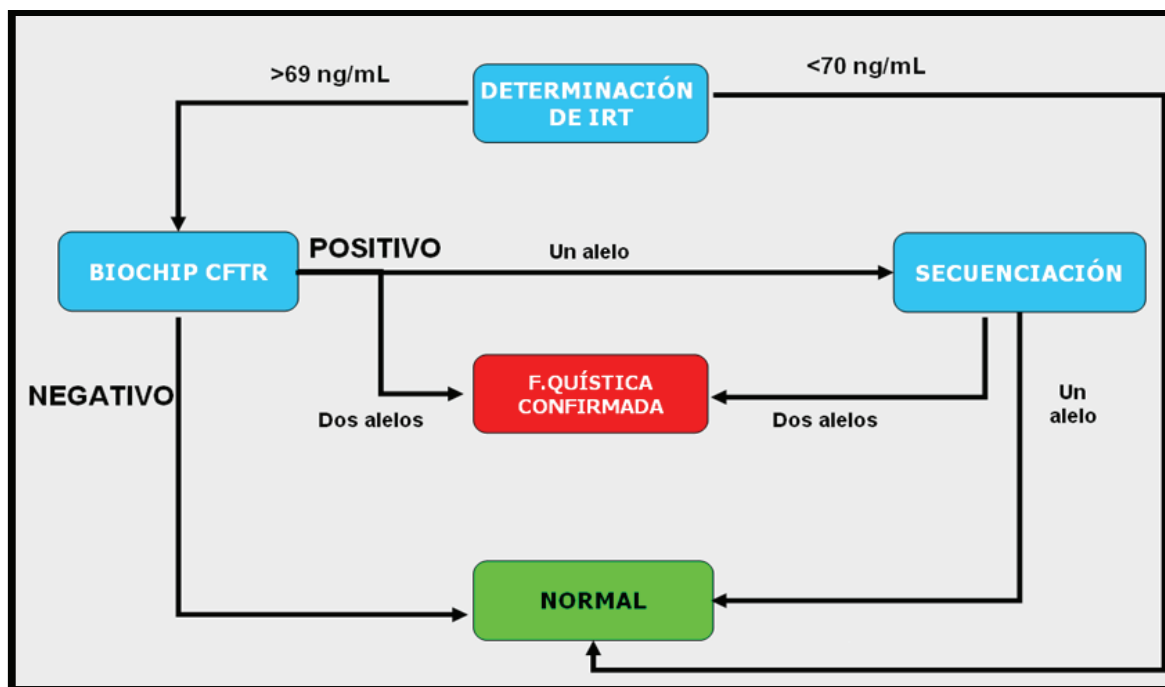 >69 ng/mL
DETERMINACIÓN
DE IRT
<70 ng/mL
BIOCHIP CFTR
POSITIVO
Un alelo
SECUENCIACIÓN
NEGATIVO
Dos alelos
F.QUÍSTICA
CONFIRMADA
Dos alelos
Un
alelo
NORMAL